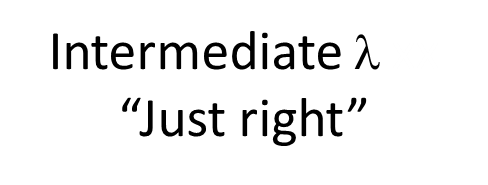 Intermediate λ
“Just right”